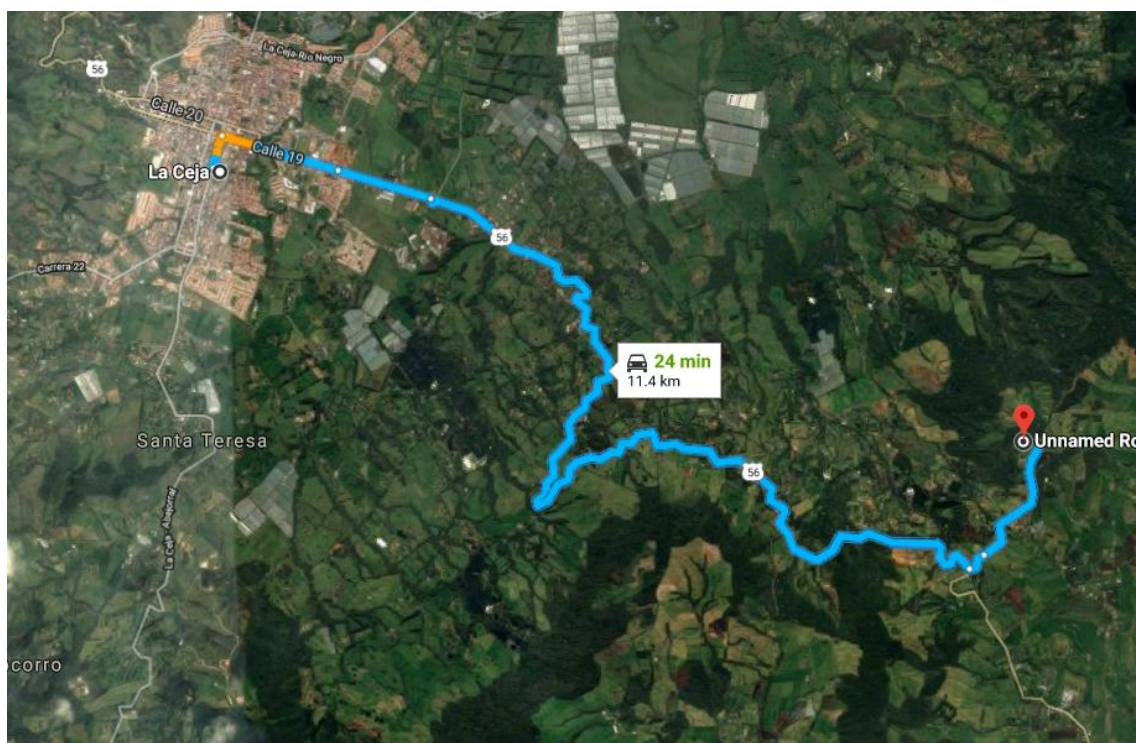 La Ceja-Rio Negro
56
Calle 20
Calle 19
La Ceja
56
Carrera 22
24 min
11.4 km
Santa Teresa
Unnamed Ro
56
La Ceja - Abejorral
ocorro